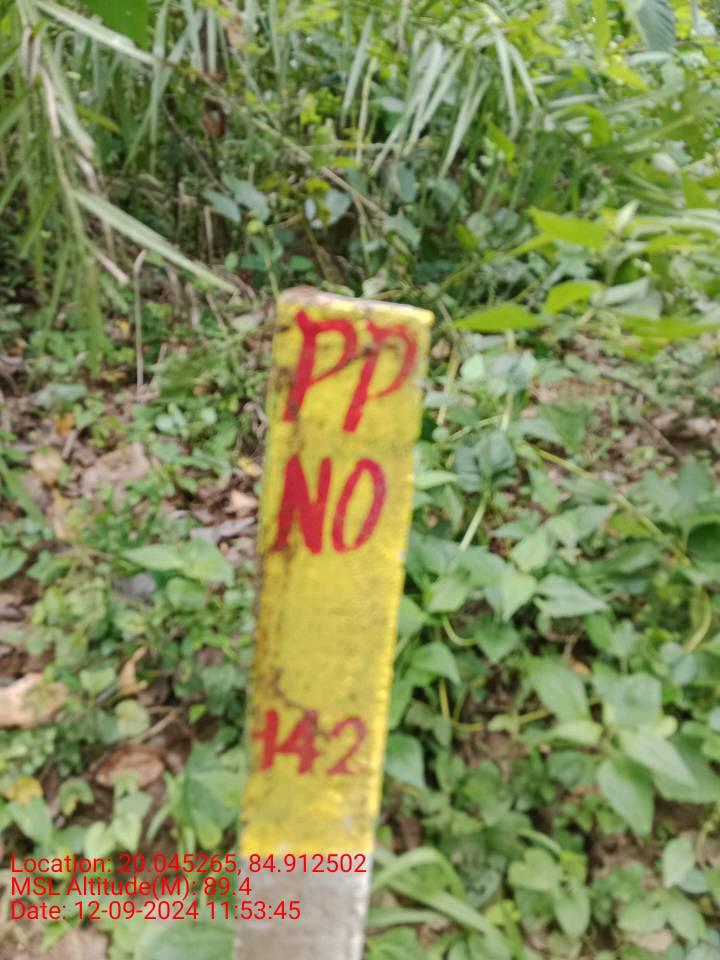 PP
NO
142
Location: 20.045265, 84.912502
MSL Altitude(M): 89.4
Date: 12-09-2024 11:53:45